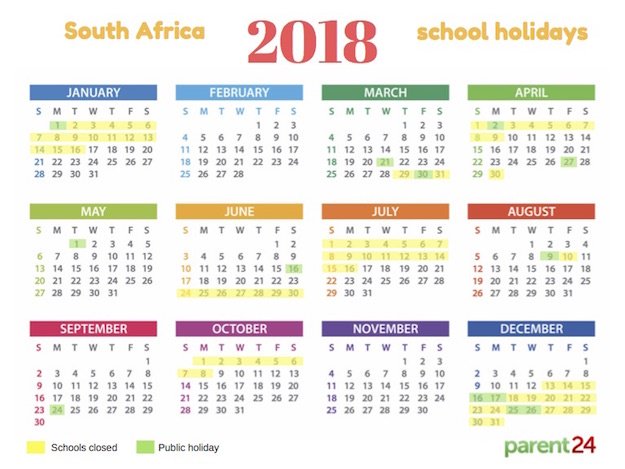 South Africa 2018 school holidays
JANUARY
S M T W T F S
1 2 3 4 5 6
7 8 9 10 11 12 13
14 15 16 17 18 19 20
21 22 23 24 25 26 27
28 29 30 31
FEBRUARY
S M T W T F S
1 2 3
4 5 6 7 8 9 10
11 12 13 14 15 16 17
18 19 20 21 22 23 24
25 26 27 28
MARCH
S M T W T F S
1 2 3
4 5 6 7 8 9 10
11 12 13 14 15 16 17
18 19 20 21 22 23 24
25 26 27 28 29 30 31
APRIL
S M T W T F S
1 2 3 4 5 6 7
8 9 10 11 12 13 14
15 16 17 18 19 20 21
22 23 24 25 26 27 28
29 30
MAY
S M T W T F S
1 2 3 4 5
6 7 8 9 10 11 12
13 14 15 16 17 18 19
20 21 22 23 24 25 26
27 28 29 30 31
JUNE
S M T W T F S
1 2
3 4 5 6 7 8 9
10 11 12 13 14 15 16
17 18 19 20 21 22 23
24 25 26 27 28 29 30
JULY
S M T W T F S
1 2 3 4 5 6 7
8 9 10 11 12 13 14
15 16 17 18 19 20 21
22 23 24 25 26 27 28
29 30 31
AUGUST
S M T W T F S
1 2 3 4
5 6 7 8 9 10 11
12 13 14 15 16 17 18
19 20 21 22 23 24 25
26 27 28 29 30 31
SEPTEMBER
S M T W T F S
1
2 3 4 5 6 7 8
9 10 11 12 13 14 15
16 17 18 19 20 21 22
23 24 25 26 27 28 29
30
OCTOBER
S M T W T F S
1 2 3 4 5 6
7 8 9 10 11 12 13
14 15 16 17 18 19 20
21 22 23 24 25 26 27
28 29 30 31
NOVEMBER
S M T W T F S
1 2 3
4 5 6 7 8 9 10
11 12 13 14 15 16 17
18 19 20 21 22 23 24
25 26 27 28 29 30
DECEMBER
S M T W T F S
1
2 3 4 5 6 7 8
9 10 11 12 13 14 15
16 17 18 19 20 21 22
23 24 25 26 27 28 29
30 31
Schools closed Public holiday
parent24